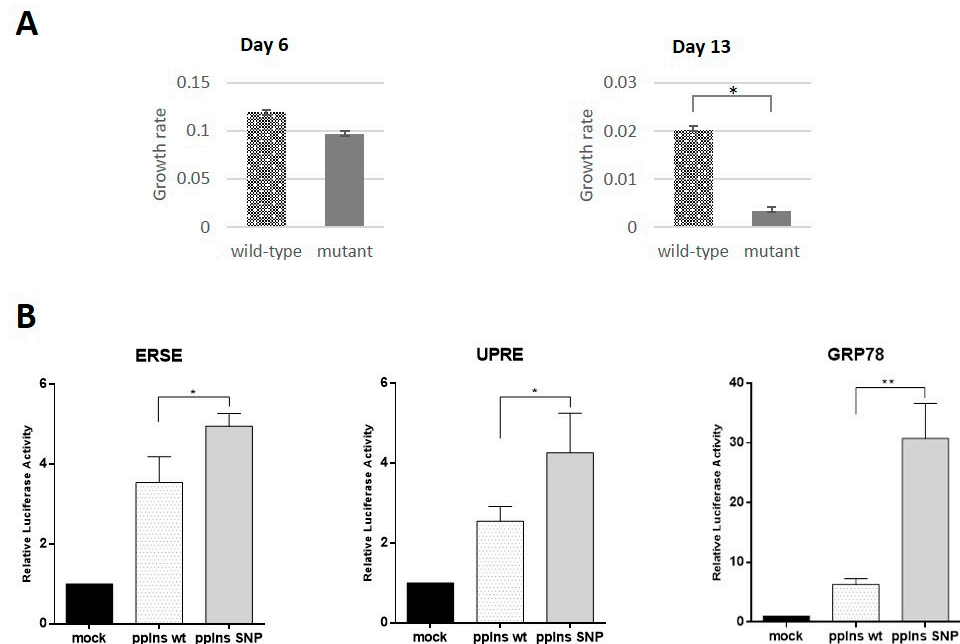 A
Day 6
Day 13
Growth rate
0.15
0.1
0.05
0
wild-type mutant
Growth rate
0.03
0.02
0.01
0
*
wild-type mutant
B
ERSE
UPRE
GRP78
Relative Luciferase Activity
6
4
2
0
*
mock ppIns wt ppIns SNP
Relative Luciferase Activity
6
4
2
0
*
mock ppIns wt ppIns SNP
Relative Luciferase Activity
40
30
20
10
0
**
mock ppIns wt ppIns SNP